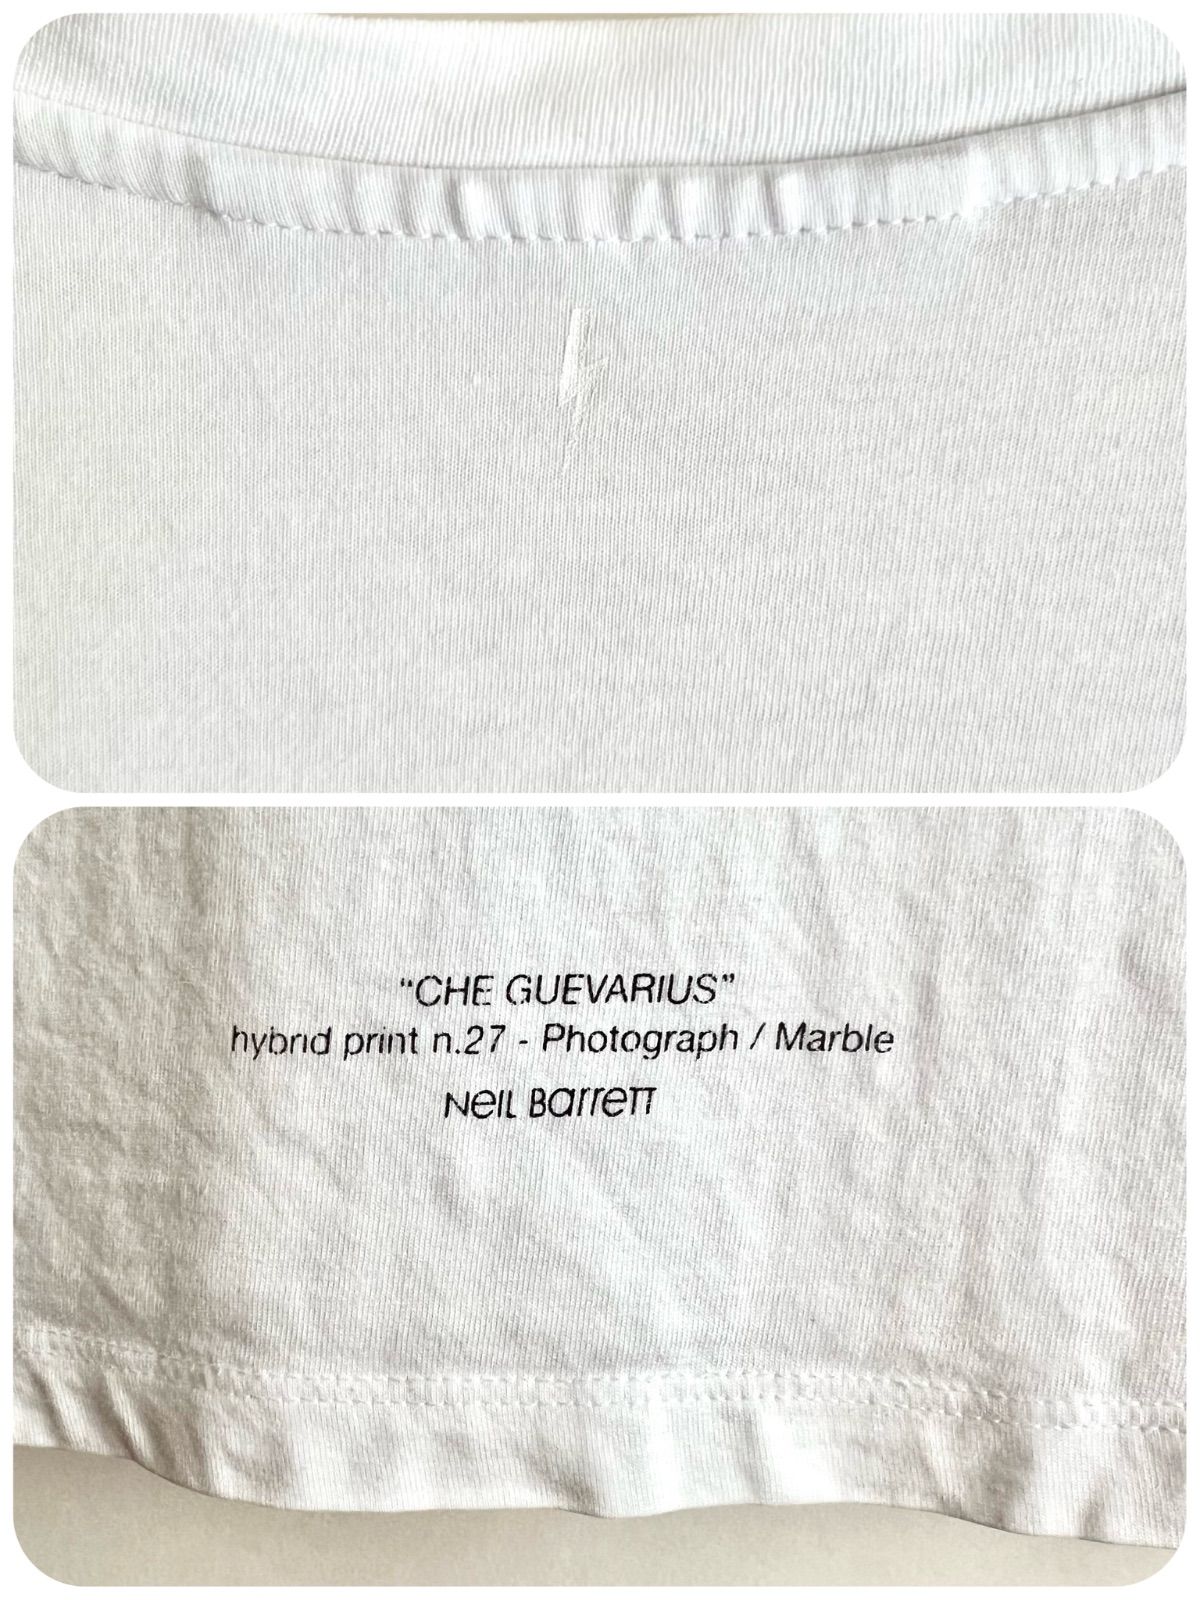 "CHE GUEVARIUS"
hybrid print n.27 - Photograph / Marble
NeIL BarreTT